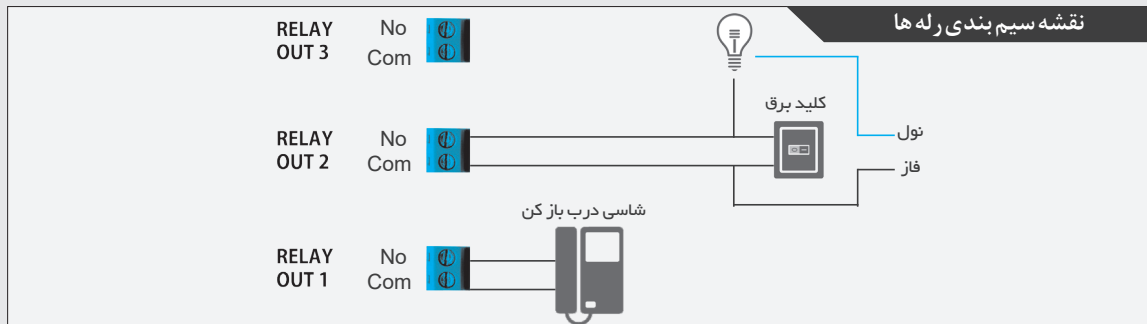 نقشه سیم بندی رله ها
RELAY OUT 3
No
Com
کلید برق
نول
فاز
RELAY OUT 2
No
Com
شاسی درب باز کن
RELAY OUT 1
No
Com